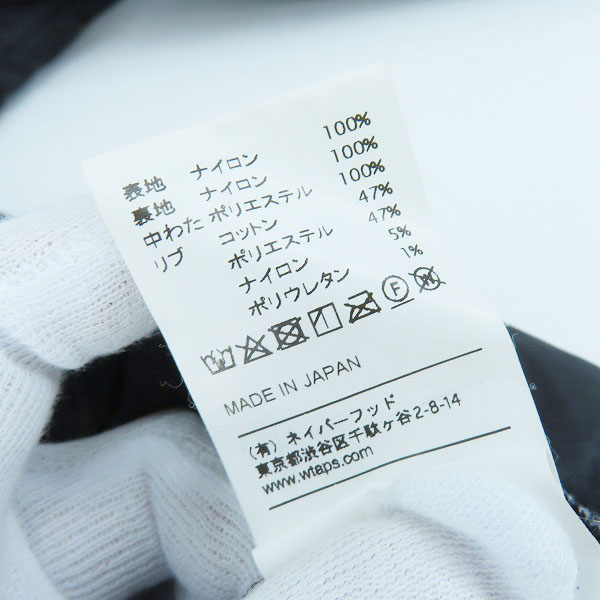 表地 ナイロン 100%
裏地 ナイロン 100%
中わた ポリエステル 100%
リブ コットン 47%
ポリエステル 47%
ナイロン 5%
ポリウレタン 1%
F W
MADE IN JAPAN
(有) ネイバーフッド
東京都渋谷区千駄ヶ谷2-8-14
www.wtaps.com